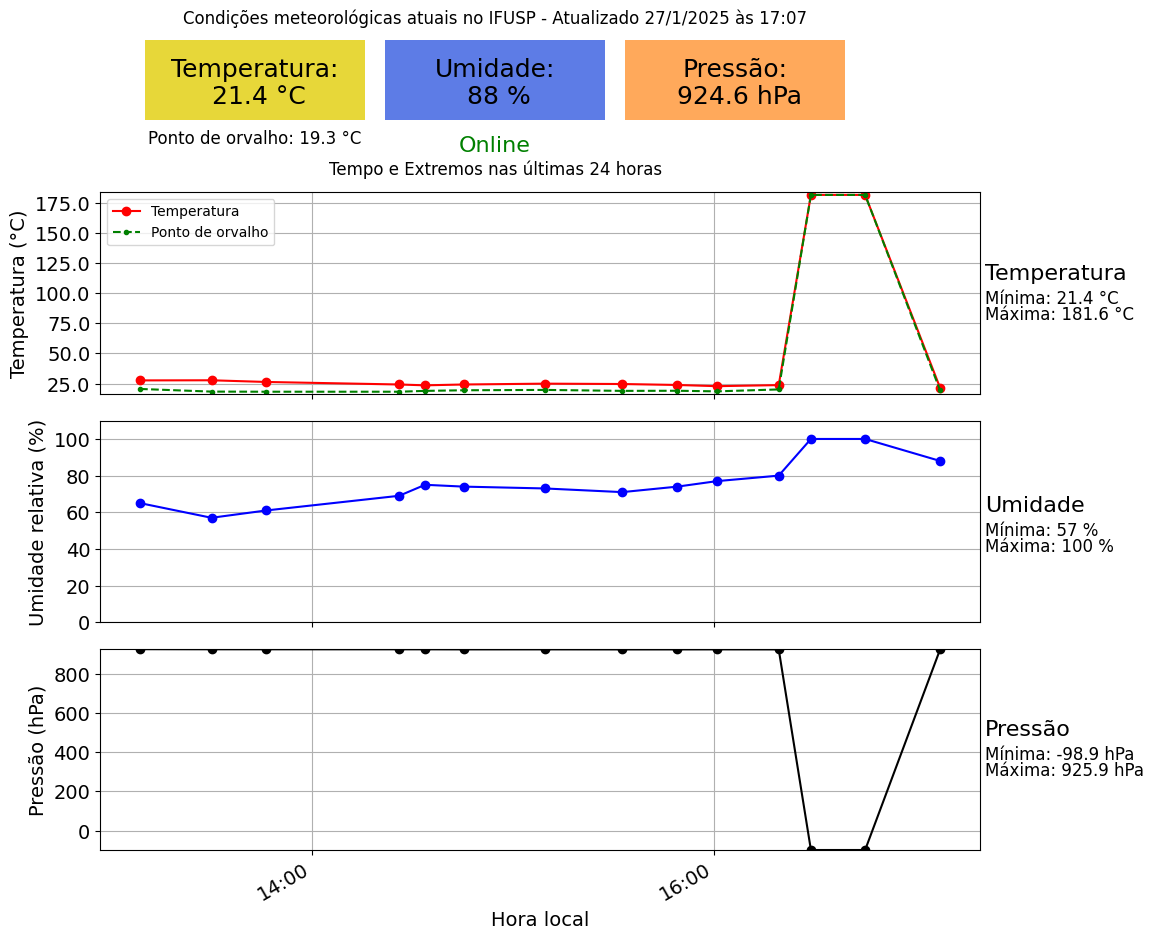 Condições meteorológicas atuais no IFUSP - Atualizado 27/1/2025 às 17:07
Temperatura:
21.4 °C
Umidade:
88 %
Pressão:
924.6 hPa
Ponto de orvalho: 19.3 °C
Online
Tempo e Extremos nas últimas 24 horas
Temperatura (°C)
175.0
150.0
125.0
100.0
75.0
50.0
25.0
Temperatura
Ponto de orvalho
Temperatura
Mínima: 21.4 °C
Máxima: 181.6 °C
Umidade relativa (%)
100
80
60
40
20
0
Umidade
Mínima: 57 %
Máxima: 100 %
Pressão (hPa)
800
600
400
200
0
Pressão
Mínima: -98.9 hPa
Máxima: 925.9 hPa
14:00
16:00
Hora local